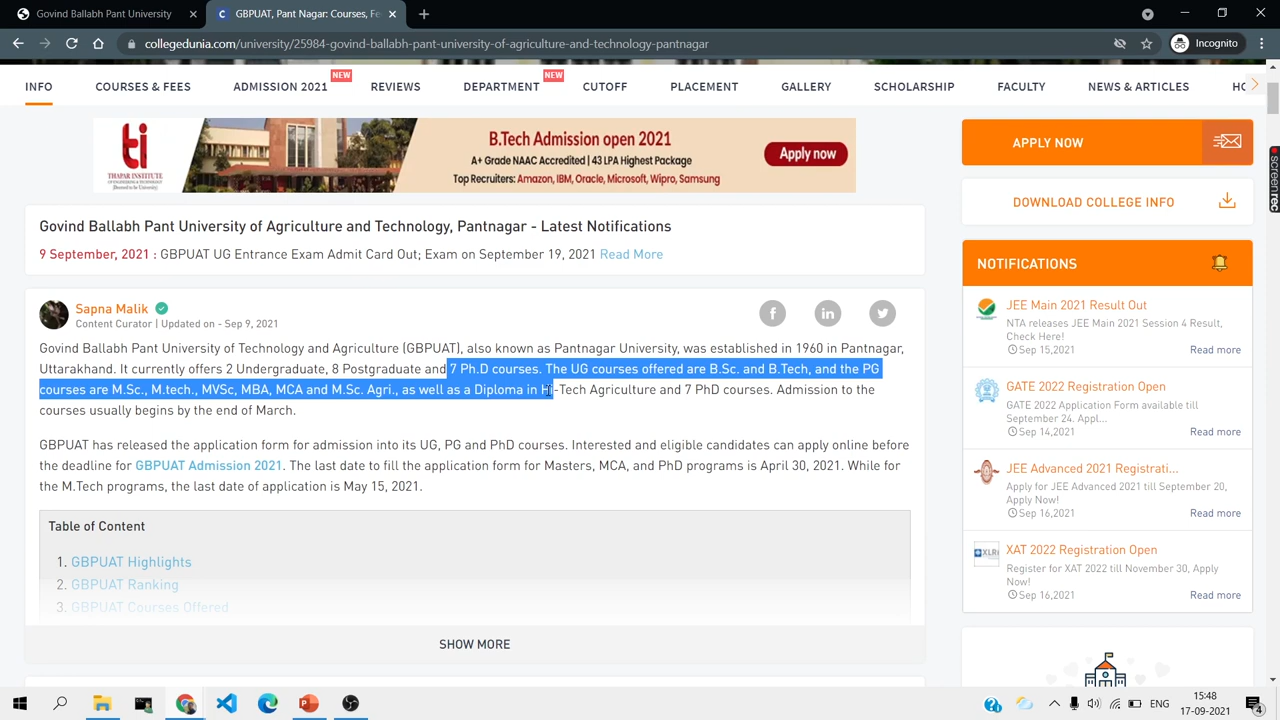 Govind Ballabh Pant University o
GBPUAT, Pant Nagar: Courses, Fe
collegedunia.com/university/25984-govind-ballabh-pant-university-of-agriculture-and-technology-pantnagar
Incognito
INFO
COURSES & FEES
ADMISSION 2021
NEW
REVIEWS
DEPARTMENT
NEW
CUTOFF
PLACEMENT
GALLERY
SCHOLARSHIP
FACULTY
NEWS & ARTICLES
HO
ti
THAPAR INSTITUTE
OF ENGINEERING & TECHNOLOGY
(Deemed to be University)
B.Tech Admission open 2021
A+ Grade NAAC Accredited | 43 LPA Highest Package
Top Recruiters: Amazon, IBM, Oracle, Microsoft, Wipro, Samsung
Apply now
Govind Ballabh Pant University of Agriculture and Technology, Pantnagar - Latest Notifications
9 September, 2021 : GBPUAT UG Entrance Exam Admit Card Out; Exam on September 19, 2021 Read More
Sapna Malik
Content Curator | Updated on - Sep 9, 2021
Govind Ballabh Pant University of Technology and Agriculture (GBPUAT), also known as Pantnagar University, was established in 1960 in Pantnagar,
Uttarakhand. It currently offers 2 Undergraduate, 8 Postgraduate and 7 Ph.D courses. The UG courses offered are B.Sc. and B.Tech, and the PG
courses are M.Sc., M.tech., MVSc, MBA, MCA and M.Sc. Agri., as well as a Diploma in Hi-Tech Agriculture and 7 PhD courses. Admission to the
courses usually begins by the end of March.
GBPUAT has released the application form for admission into its UG, PG and PhD courses. Interested and eligible candidates can apply online before
the deadline for GBPUAT Admission 2021. The last date to fill the application form for Masters, MCA, and PhD programs is April 30, 2021. While for
the M.Tech programs, the last date of application is May 15, 2021.
Table of Content
1. GBPUAT Highlights
2. GBPUAT Ranking
3. GBPUAT Courses Offered
SHOW MORE
APPLY NOW
DOWNLOAD COLLEGE INFO
NOTIFICATIONS
JEE Main 2021 Result Out
NTA releases JEE Main 2021 Session 4 Result,
Check Here!
Sep 15,2021 Read more
GATE 2022 Registration Open
GATE 2022 Application Form available till
September 24. Appl...
Sep 14,2021 Read more
JEE Advanced 2021 Registrati...
Apply for JEE Advanced 2021 till September 20,
Apply Now!
Sep 16,2021 Read more
XLRI
XAT 2022 Registration Open
Register for XAT 2022 till November 30, Apply
Now!
Sep 16,2021 Read more
Screenrec
ENG
15:48
17-09-2021
4